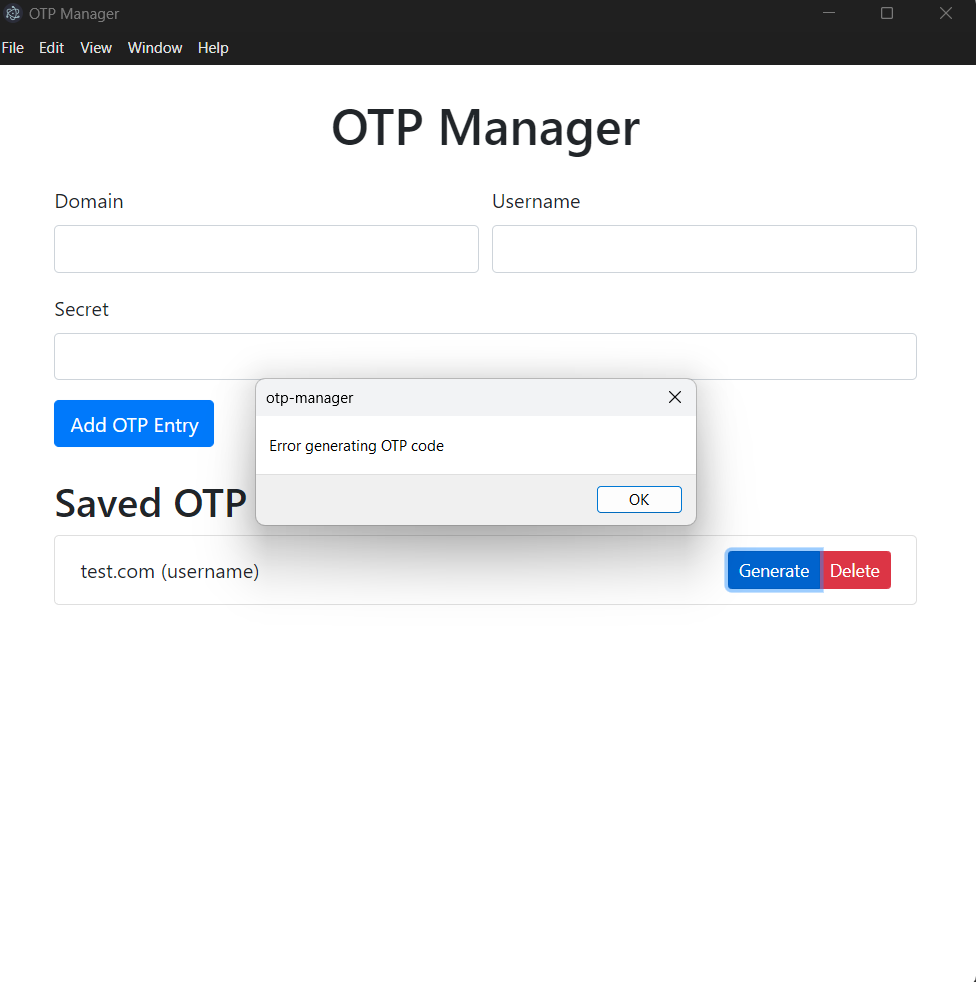 OTP Manager
File Edit View Window Help
OTP Manager
Domain Username
Secret
otp-manager
Error generating OTP code
Add OTP Entry
OK
Saved OTP
test.com (username) Generate Delete